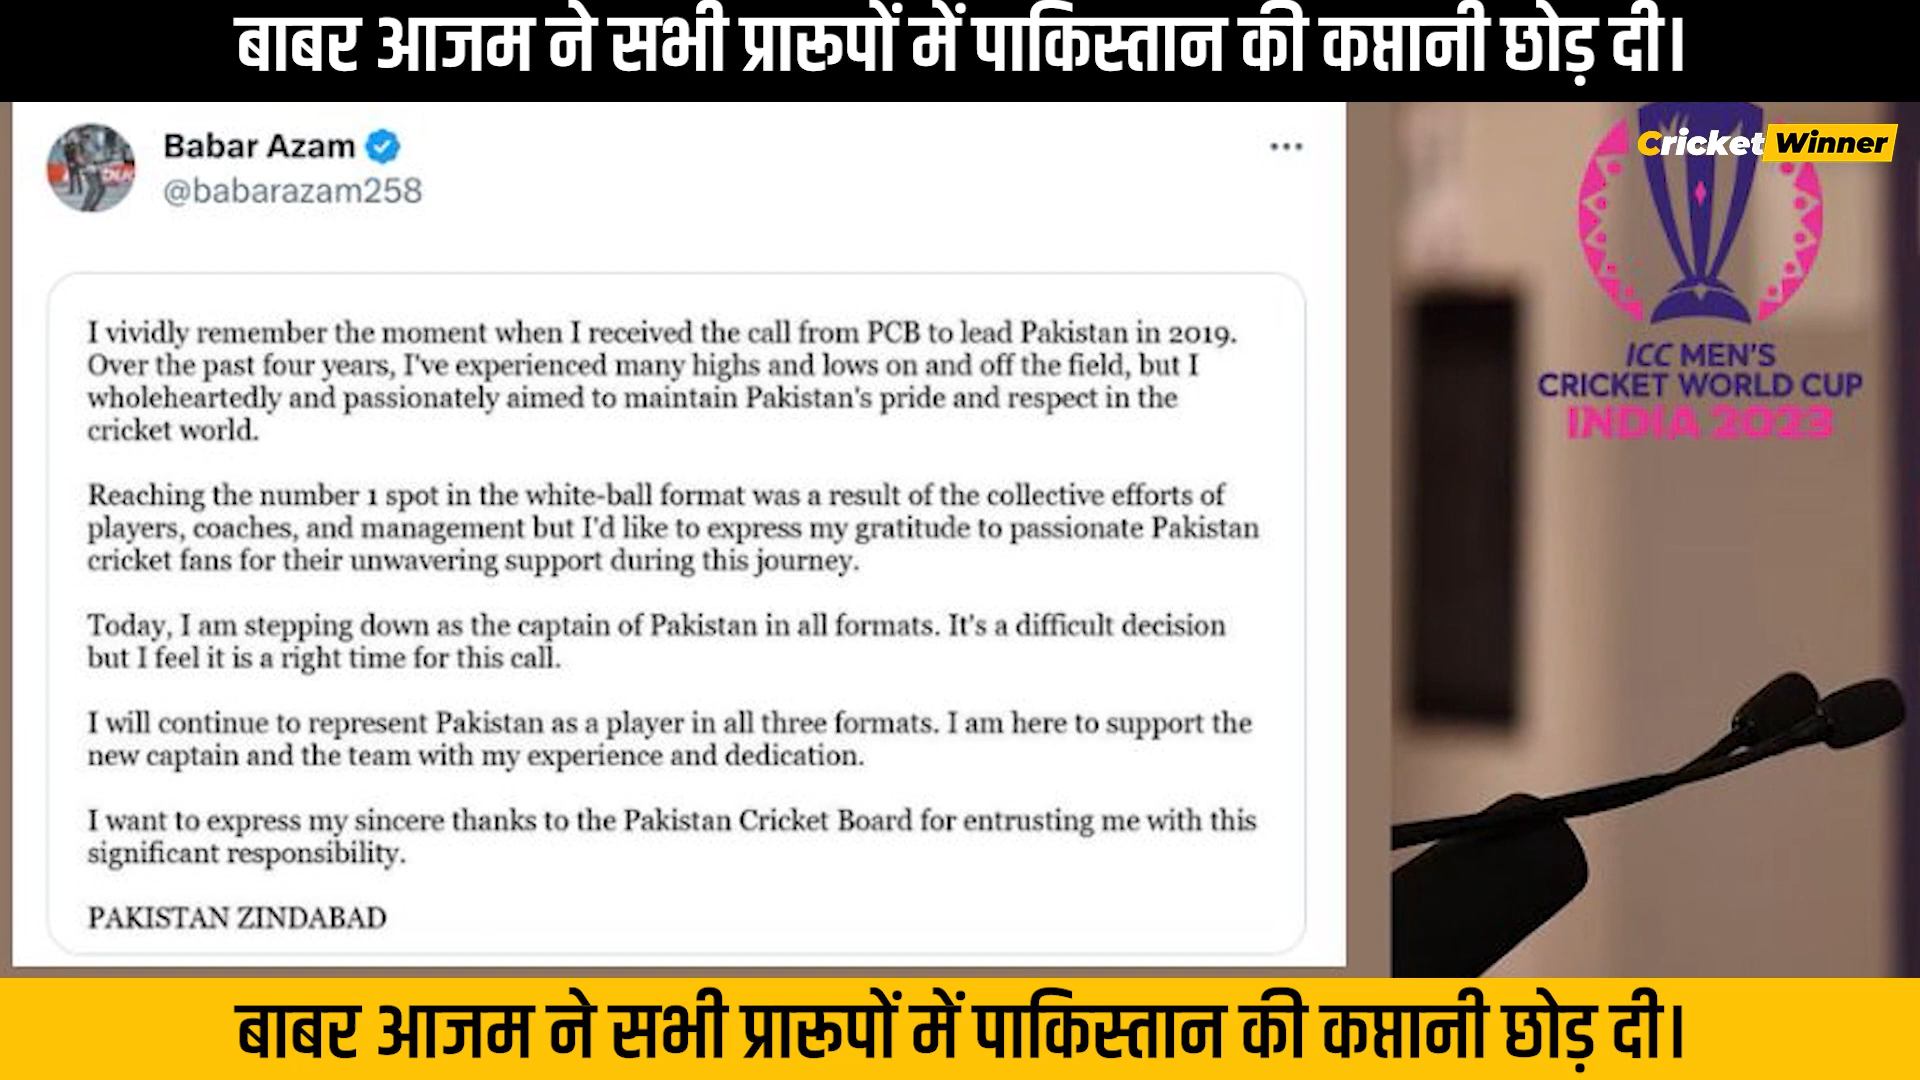 बाबर आजम ने सभी प्रारूपों में पाकिस्तान की कप्तानी छोड़ दी।
Cricket Winner
Babar Azam
@babarazam258
I vividly remember the moment when I received the call from PCB to lead Pakistan in 2019.
Over the past four years, I've experienced many highs and lows on and off the field, but I
wholeheartedly and passionately aimed to maintain Pakistan's pride and respect in the
cricket world.
Reaching the number 1 spot in the white-ball format was a result of the collective efforts of
players, coaches, and management but I'd like to express my gratitude to passionate Pakistan
cricket fans for their unwavering support during this journey.
Today, I am stepping down as the captain of Pakistan in all formats. It's a difficult decision
but I feel it is a right time for this call.
I will continue to represent Pakistan as a player in all three formats. I am here to support the
new captain and the team with my experience and dedication.
I want to express my sincere thanks to the Pakistan Cricket Board for entrusting me with this
significant responsibility.
PAKISTAN ZINDABAD
ICC MEN'S
CRICKET WORLD CUP
INDIA 2023
बाबर आजम ने सभी प्रारूपों में पाकिस्तान की कप्तानी छोड़ दी।